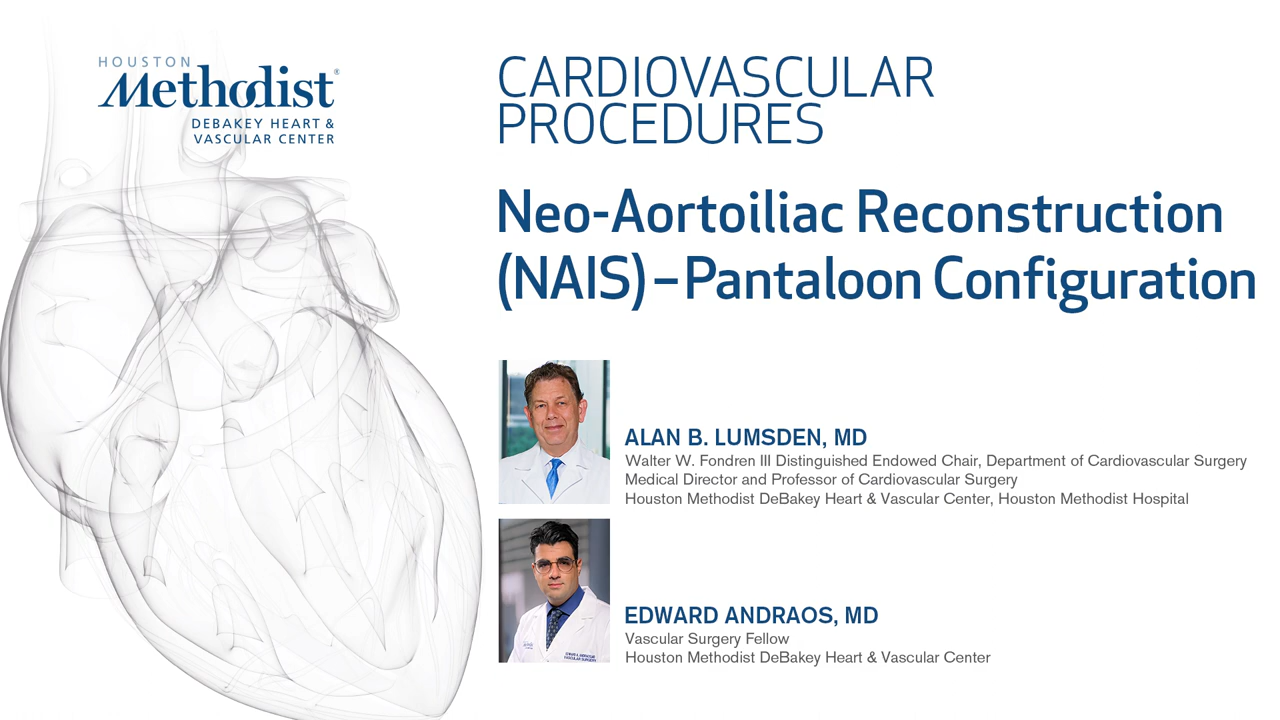 HOUSTON
Methodist®
DEBAKEY HEART &
VASCULAR CENTER
CARDIOVASCULAR
PROCEDURES
Neo-Aortoiliac Reconstruction
(NAIS) – Pantaloon Configuration
ALAN B. LUMSDEN, MD
Walter W. Fondren III Distinguished Endowed Chair, Department of Cardiovascular Surgery
Medical Director and Professor of Cardiovascular Surgery
Houston Methodist DeBakey Heart & Vascular Center, Houston Methodist Hospital
EDWARD ANDRAOS, MD
Vascular Surgery Fellow
Houston Methodist DeBakey Heart & Vascular Center